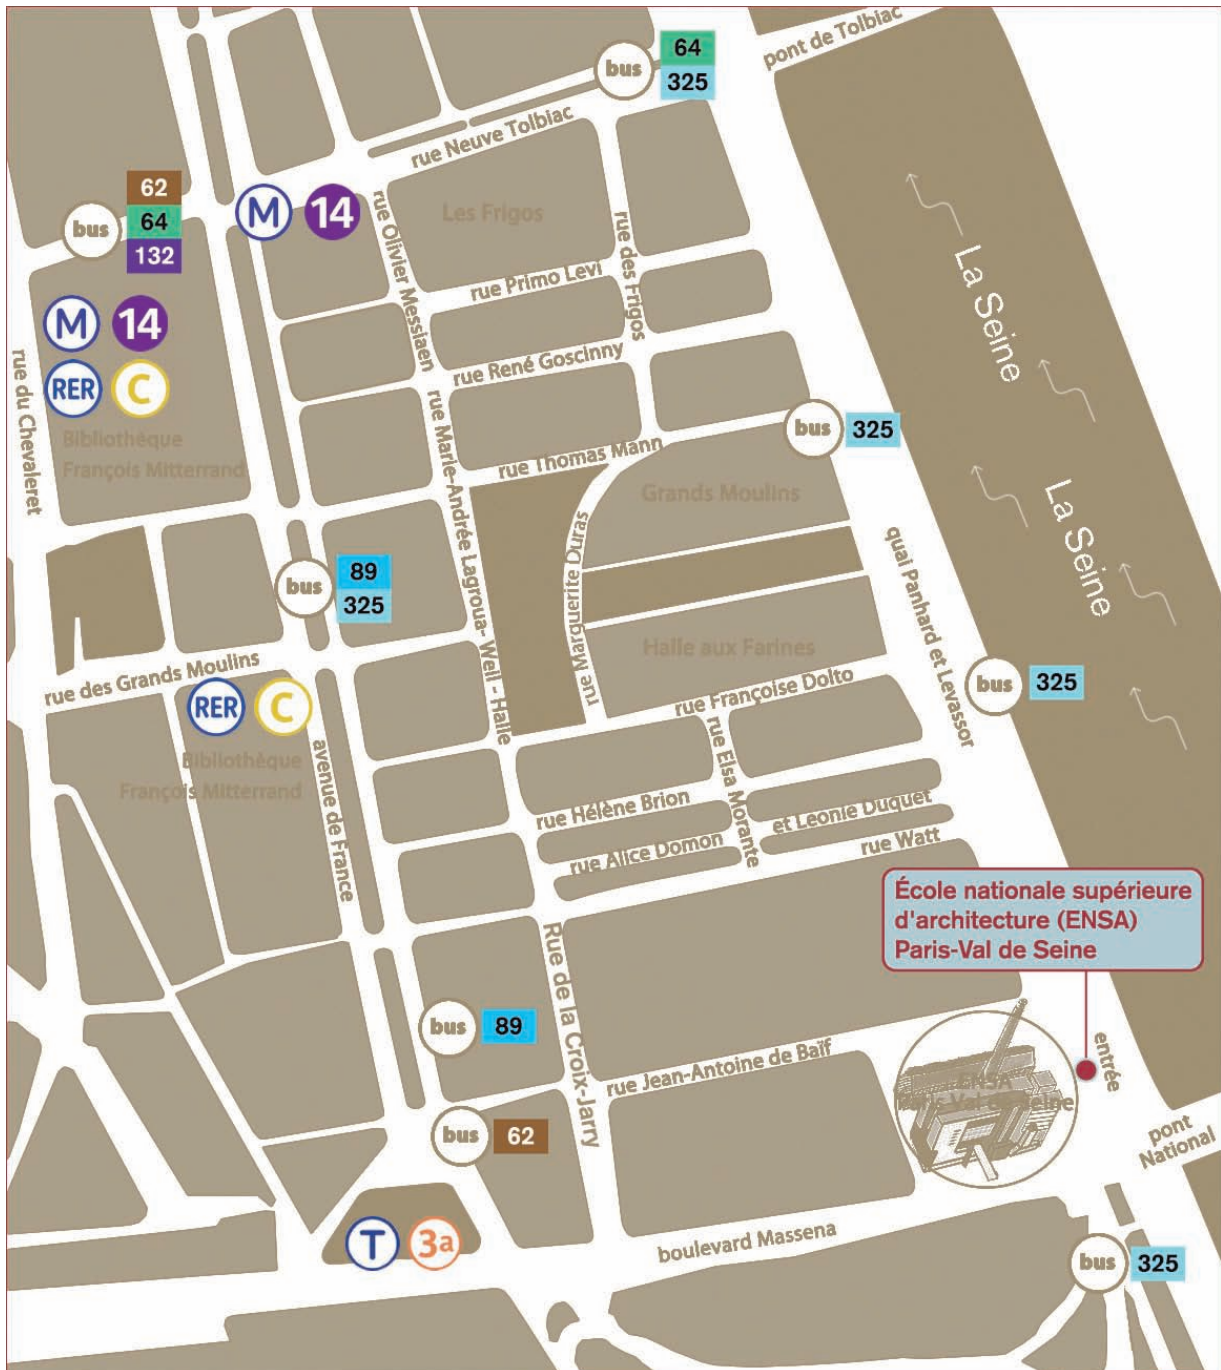 pont de Tolbiac
bus
64
325
rue Neuve Tolbiac
62
64
132
bus
M
14
rue Olivier Messiaen
Les Frigos
rue des Frigos
rue Primo Levi
La Seine
M
14
RER
C
Bibliothèque
François Mitterrand
rue du Chevaleret
rue René Goscinny
rue Marie-Andrée Lagroua- Weil - Halle
rue Thomas Mann
bus
325
Grands Moulins
La Seine
quai Panhard et Levassor
rue Marguerite Duras
bus
89
325
Halle aux Farines
rue des Grands Moulins
RER
C
Bibliothèque
François Mitterrand
avenue de France
rue Françoise Dolto
bus
325
rue Elsa Morante
rue Hélène Brion
rue Alice Domon
et Leonie Duquet
rue Watt
École nationale supérieure
d'architecture (ENSA)
Paris-Val de Seine
Rue de la Croix-Jarry
bus
89
rue Jean-Antoine de Baïf
ENSA
Paris Val de Seine
entrée
bus
62
pont
National
T
3a
boulevard Massena
bus
325